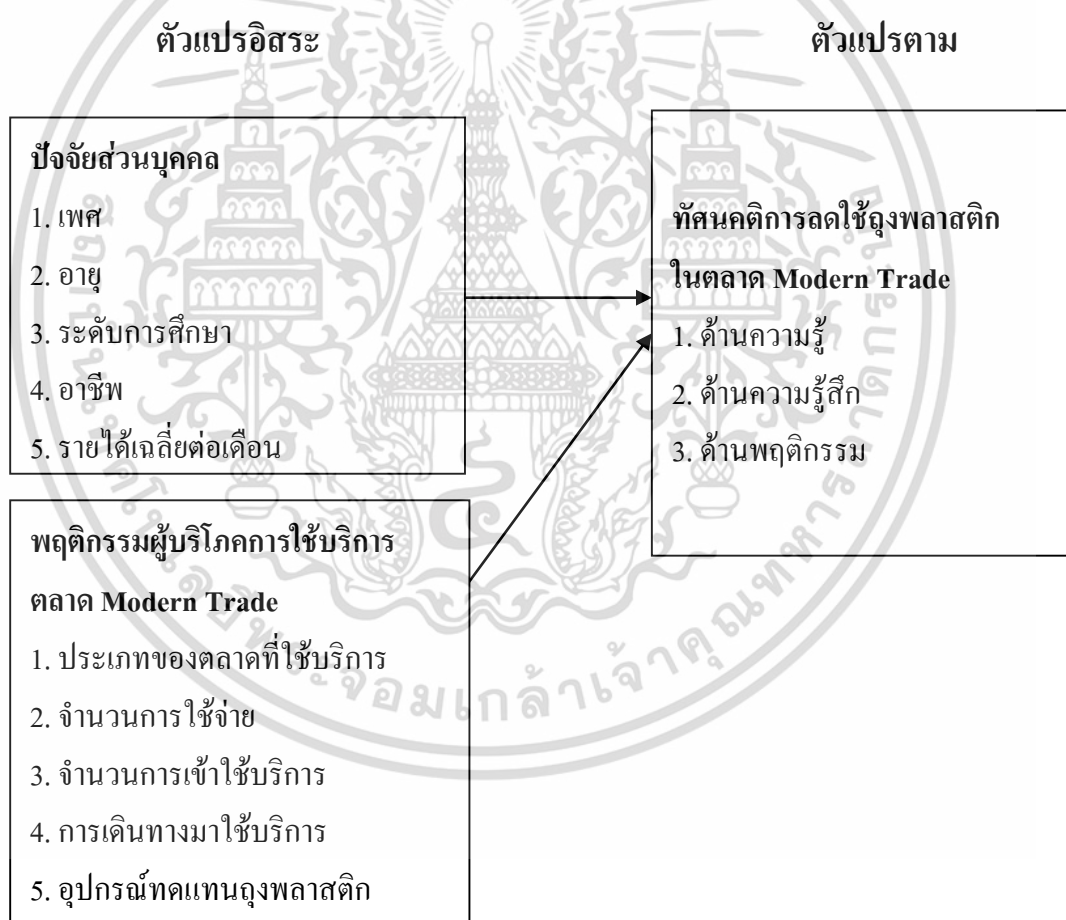 ตัวแปรอิสระ
ตัวแปรตาม
ปัจจัยส่วนบุคคล
1. เพศ
2. อายุ
3. ระดับการศึกษา
4. อาชีพ
5. รายได้เฉลี่ยต่อเดือน
พฤติกรรมผู้บริโภคการใช้บริการ
ตลาด Modern Trade
1. ประเภทของตลาดที่ใช้บริการ
2. จำนวนการใช้จ่าย
3. จำนวนการเข้าใช้บริการ
4. การเดินทางมาใช้บริการ
5. อุปกรณ์ทดแทนถุงพลาสติก
ทัศนคติการลดใช้ถุงพลาสติก
ในตลาด Modern Trade
1. ด้านความรู้
2. ด้านความรู้สึก
3. ด้านพฤติกรรม